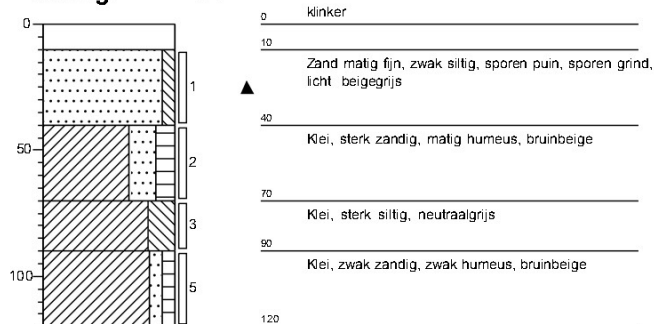 0
klinker
0
10
Zand matig fijn, zwak siltig, sporen puin, sporen grind,
licht beigegrijs
1
40
Klei, sterk zandig, matig humeus, bruinbeige
50
2
70
Klei, sterk siltig, neutraalgrijs
3
90
Klei, zwak zandig, zwak humeus, bruinbeige
100
5
120